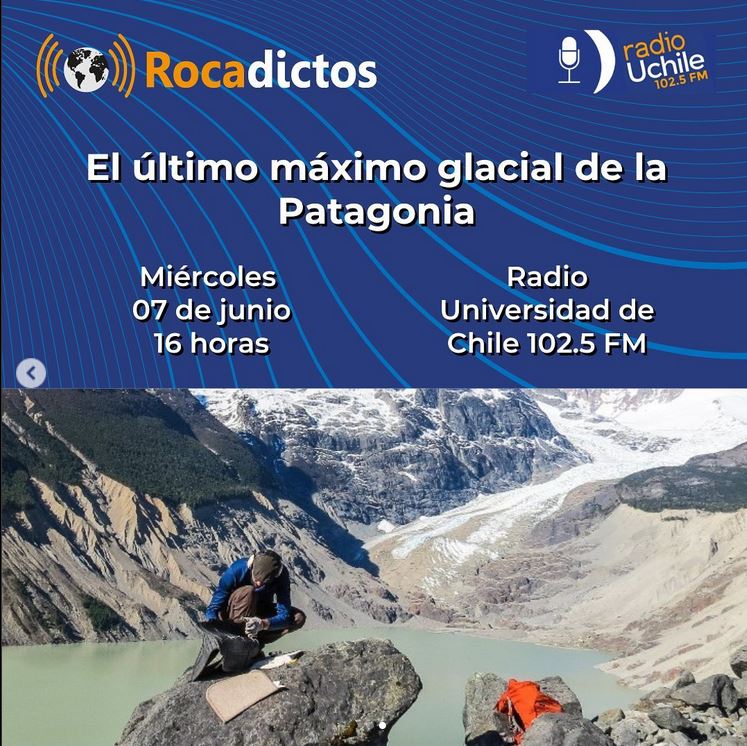 Rocadictos
radio
Uchile
102.5 FM
El último máximo glacial de la
Patagonia
Miércoles
07 de junio
16 horas
Radio
Universidad de
Chile 102.5 FM